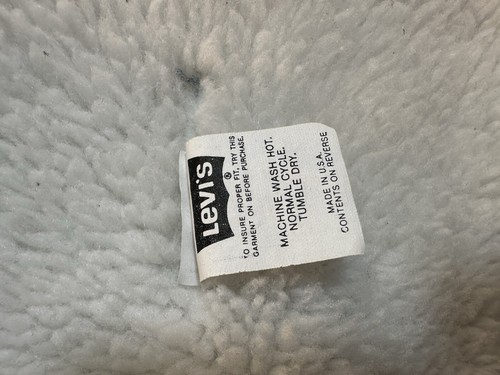 Levi's®
TO INSURE PROPER FIT, TRY THIS
GARMENT ON BEFORE PURCHASE.
MACHINE WASH HOT.
NORMAL CYCLE.
TUMBLE DRY.
MADE IN U.S.A.
CONTENTS ON REVERSE